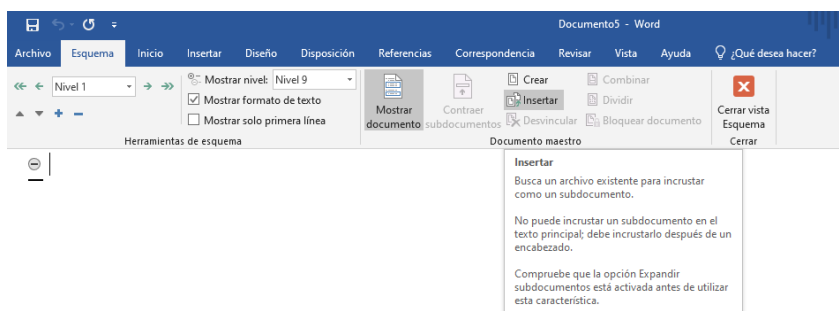 Documento5 - Word
Archivo Esquema Inicio Insertar Diseño Disposición Referencias Correspondencia Revisar Vista Ayuda ¿Qué desea hacer?
Nivel 1 Mostrar nivel: Nivel 9
Mostrar formato de texto
Mostrar solo primera línea
Herramientas de esquema
Mostrar documento
Contraer subdocumentos
Crear
Insertar
Desvincular
Combinar
Dividir
Bloquear documento
Documento maestro
Cerrar vista Esquema
Cerrar
Insertar
Busca un archivo existente para incrustar
como un subdocumento.
No puede incrustar un subdocumento en el
texto principal; debe incrustarlo después de un
encabezado.
Compruebe que la opción Expandir
subdocumentos está activada antes de utilizar
esta característica.